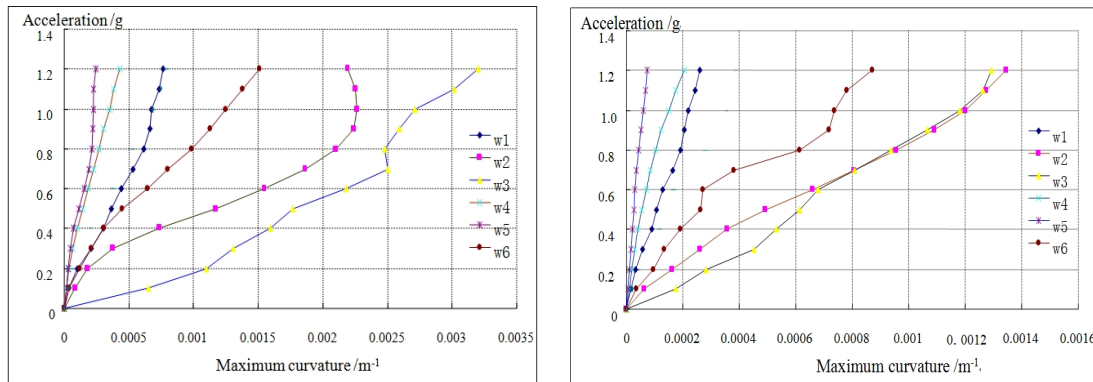 Acceleration /g
1.4
1.2
1.0
0.8
0.6
0.4
0.2
0
0 0.0005 0.001 0.0015 0.002 0.0025 0.003 0.0035
Maximum curvature /m-1
w1
w2
w3
w4
w5
w6
Acceleration /g
1.4
1.2
1.0
0.8
0.6
0.4
0.2
0
0 0.0002 0.0004 0.0006 0.0008 0.001 0.0012 0.0014 0.0016
Maximum curvature /m-1.
w1
w2
w3
w4
w5
w6